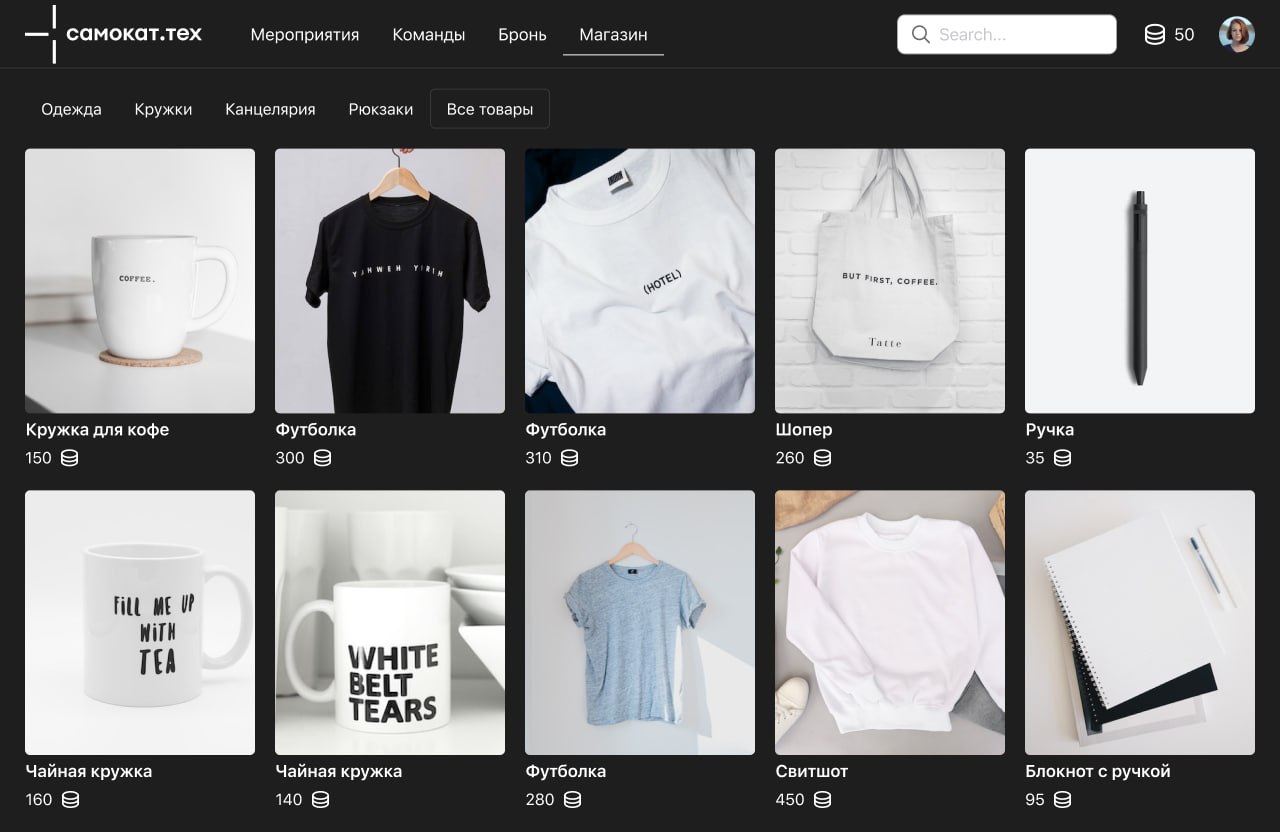 самокат.тех Мероприятия Команды Бронь Магазин Search... 50
Одежда Кружки Канцелярия Рюкзаки Все товары
COFFEE.
YAHWEH YIREH
(HOTEL)
BUT FIRST, COFFEE.
Tatte
Кружка для кофе
150
Футболка
300
Футболка
310
Шопер
260
Ручка
35
FILL ME UP
WITH
TEA
WHITE
BELT
TEARS
Чайная кружка
160
Чайная кружка
140
Футболка
280
Свитшот
450
Блокнот с ручкой
95